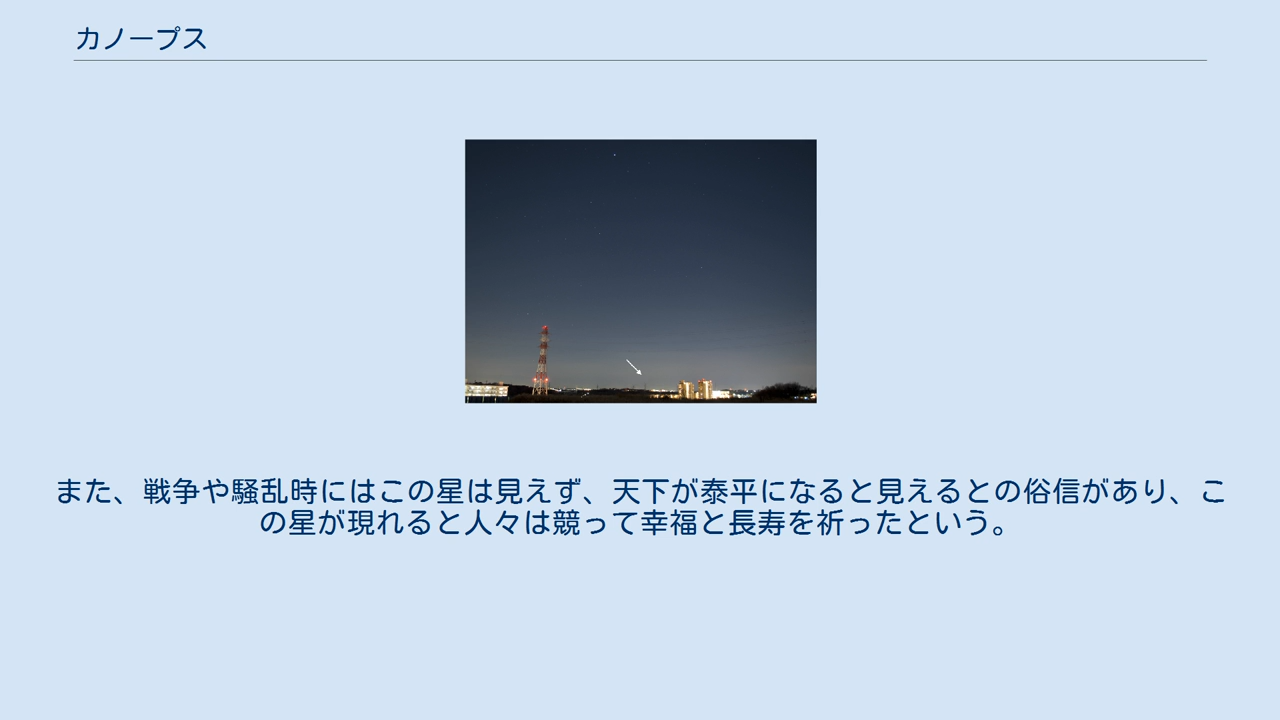 カノープス
また、戦争や騒乱時にはこの星は見えず、天下が泰平になると見えるとの俗信があり、こ
の星が現れると人々は競って幸福と長寿を祈ったという。